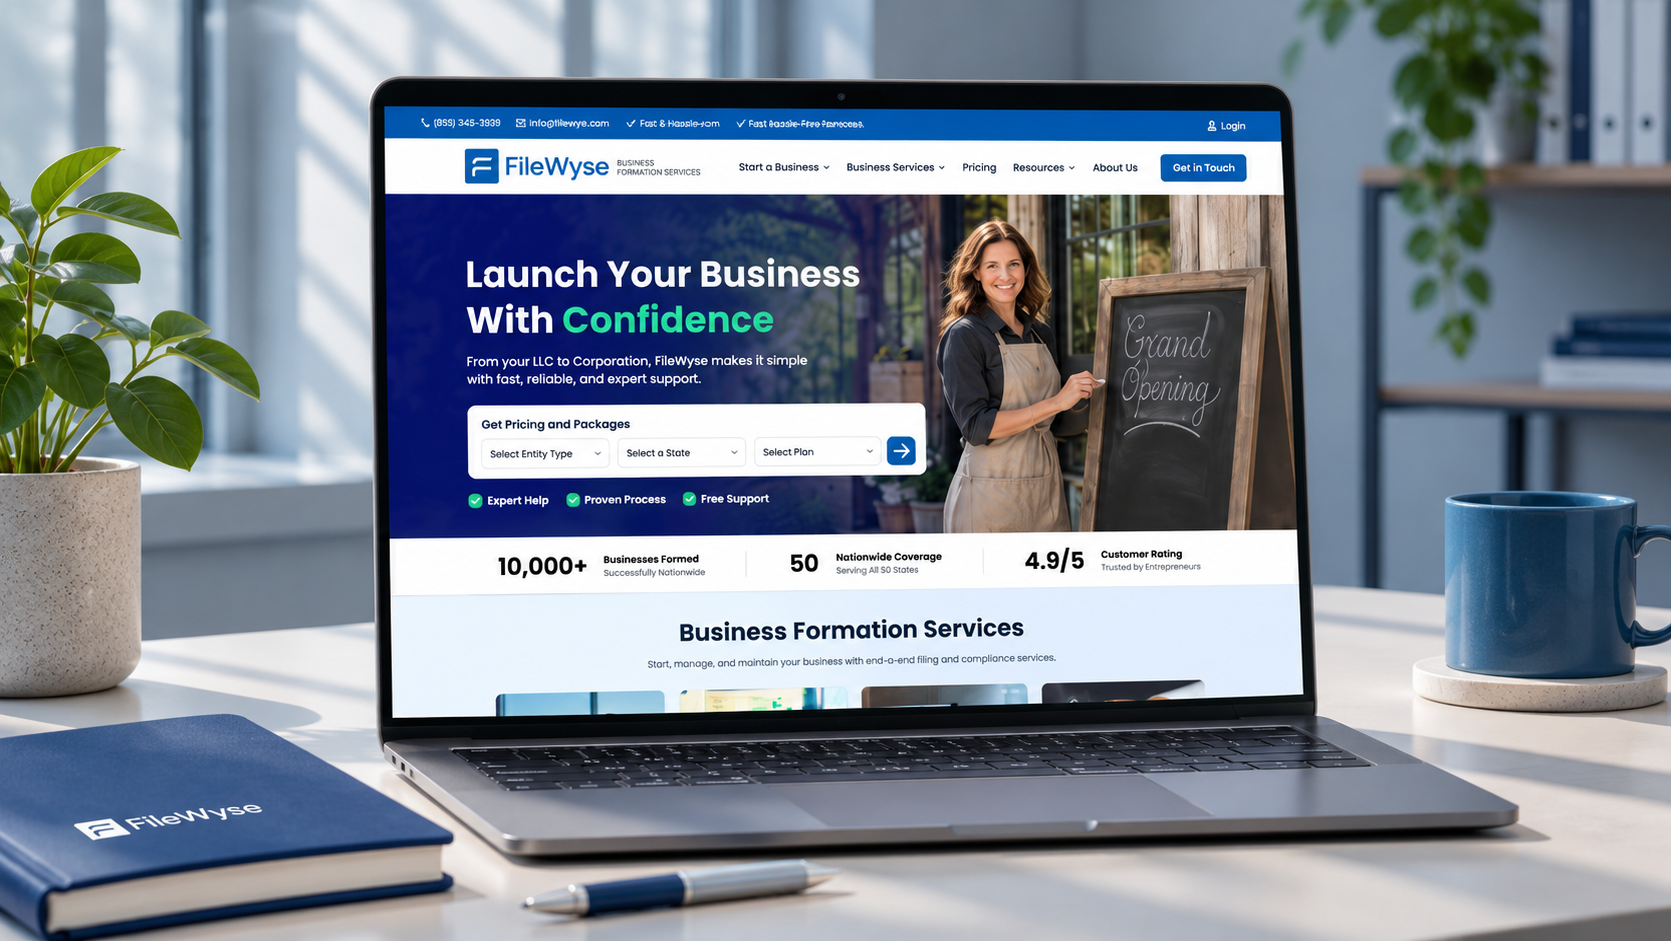 (855) 345-3939 info@filewye.com Login
FileWyse BUSINESS
FORMATION SERVICES
Start a Business Business Services Pricing Resources About Us Get in Touch
Launch Your Business
With Confidence
From your LLC to Corporation, FileWyse makes it simple
with fast, reliable, and expert support.
Get Pricing and Packages
Select Entity Type Select a State Select Plan
Expert Help Proven Process Free Support
10,000+ Businesses Formed
Successfully Nationwide
50 Nationwide Coverage
Serving All 50 States
4.9/5 Customer Rating
Trusted by Entrepreneurs
Grand
Opening
Business Formation Services
Start, manage, and maintain your business with end-a-end filing and compliance services.
FileWyse